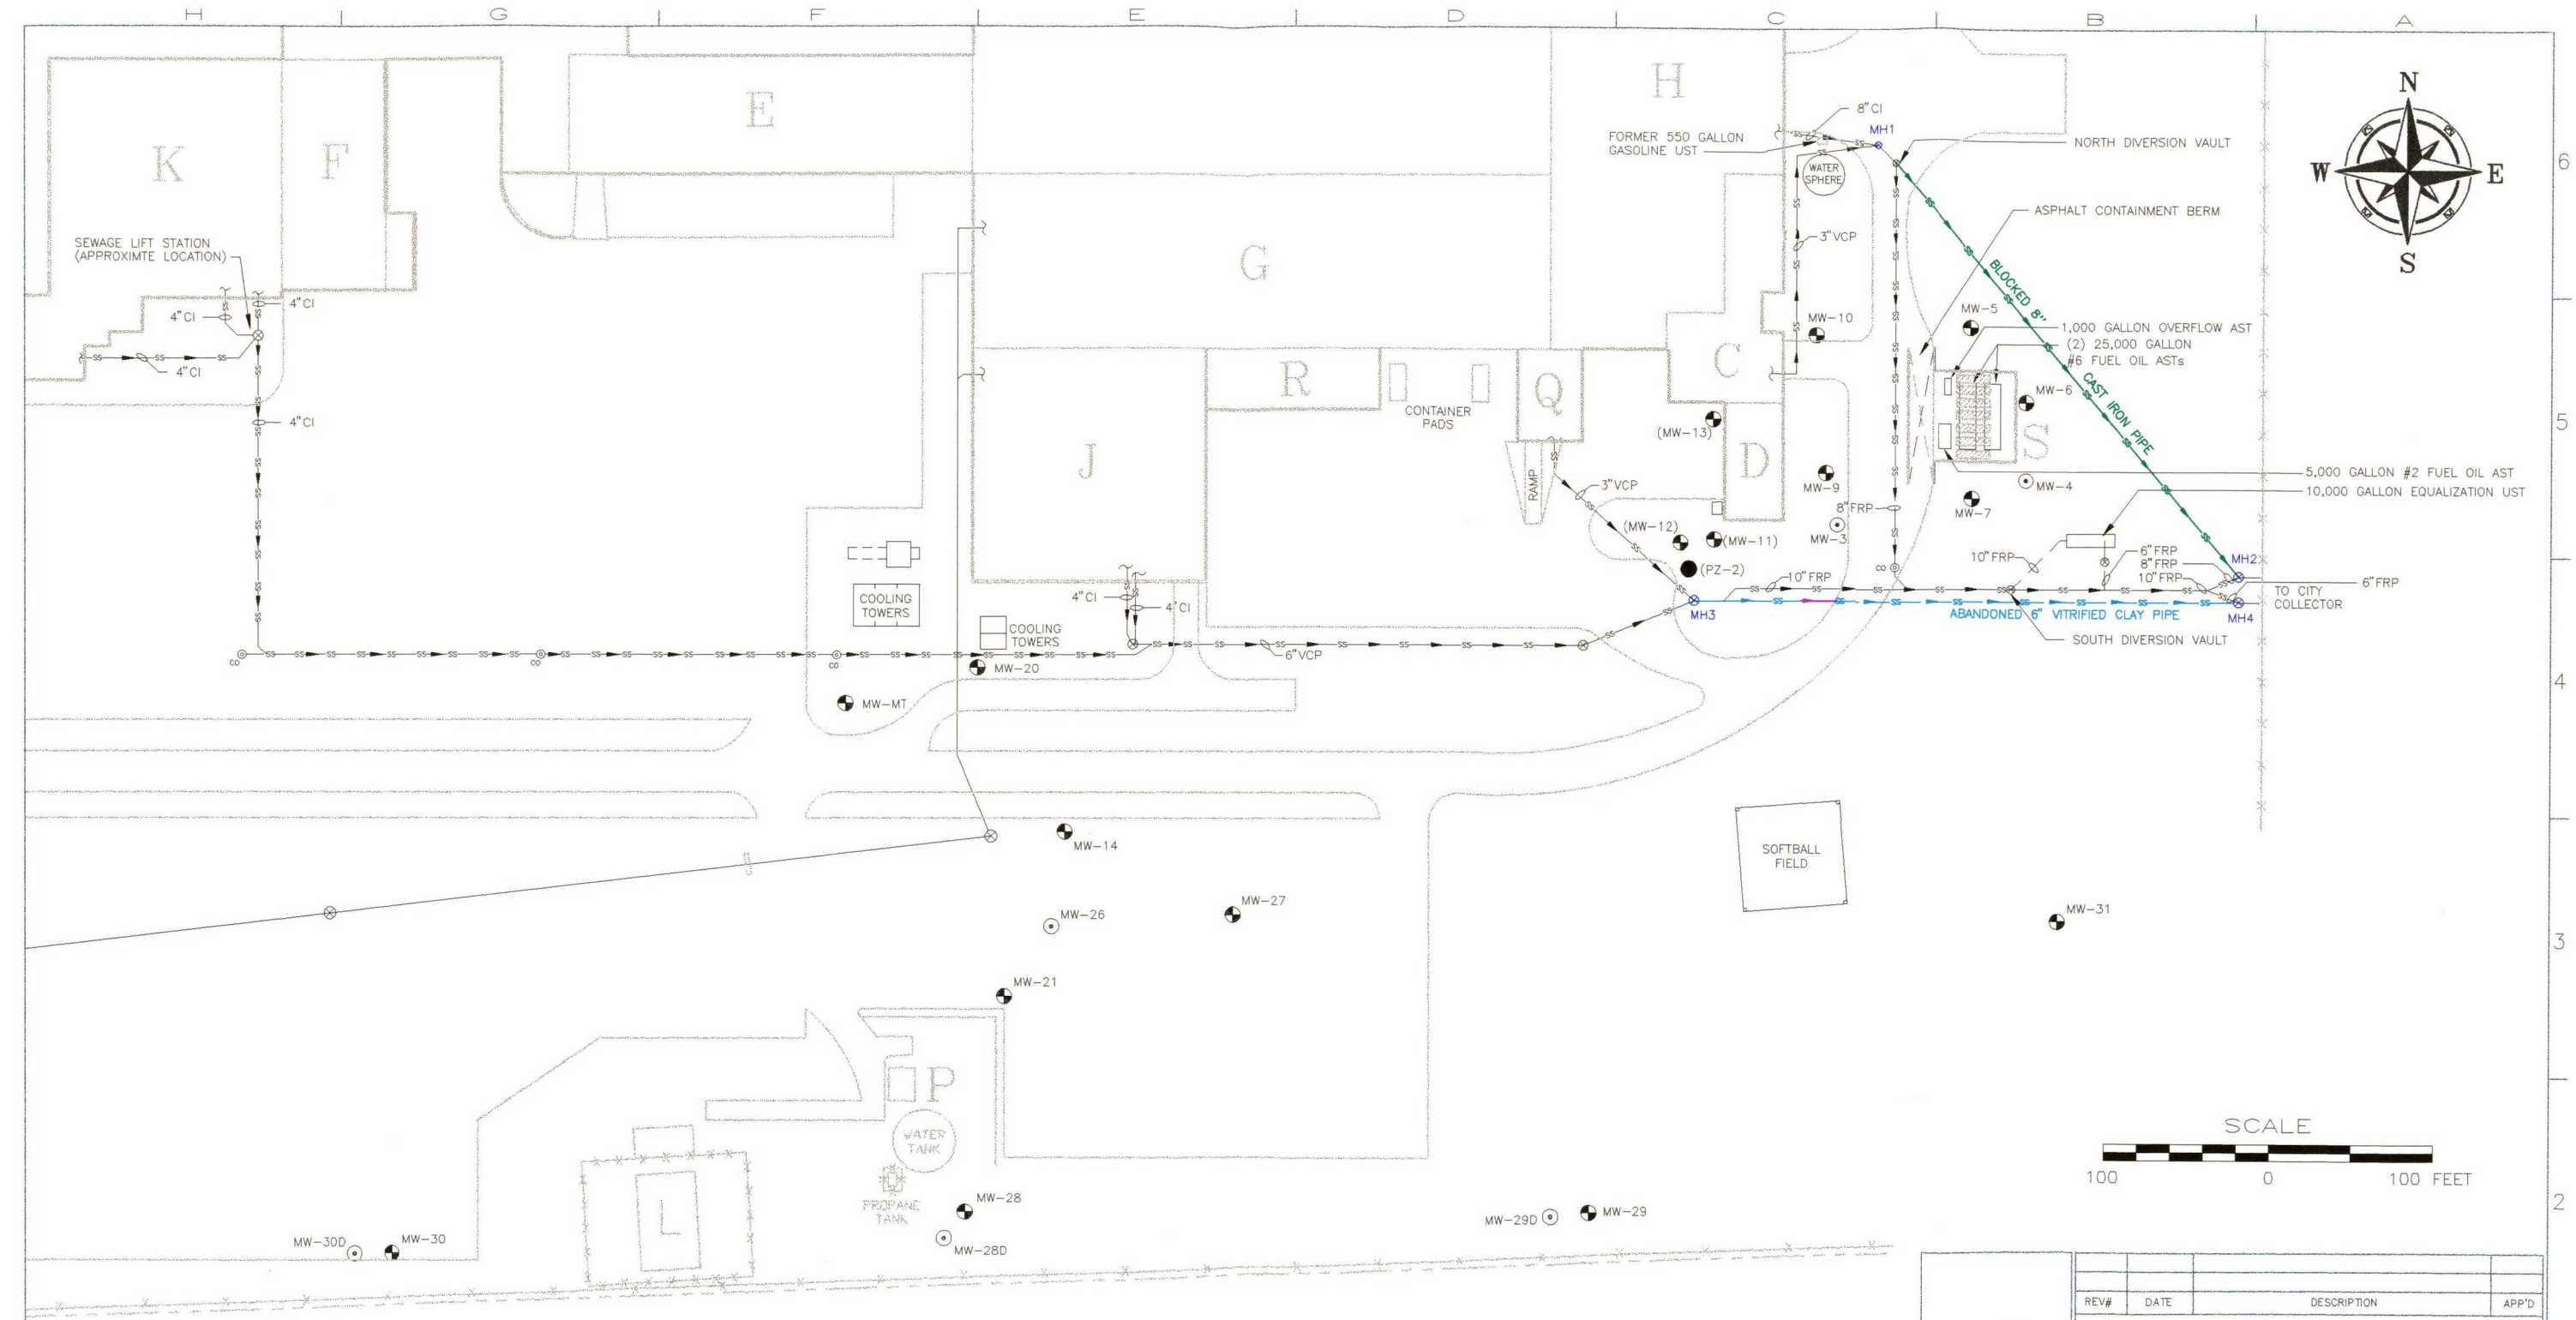 H
G
F
E
D
C
B
A
N
W
E
S
6
5
4
3
2
K
F
E
H
G
J
R
Q
C
D
S
P
L
8" CI
MH1
FORMER 550 GALLON
GASOLINE UST
WATER
SPHERE
NORTH DIVERSION VAULT
ASPHALT CONTAINMENT BERM
3" VCP
SEWAGE LIFT STATION
(APPROXIMTE LOCATION)
4" CI
4" CI
4" CI
4" CI
BLOCKED 8"
CAST IRON PIPE
MW-10
MW-5
1,000 GALLON OVERFLOW AST
(2) 25,000 GALLON
#6 FUEL OIL ASTs
MW-6
CONTAINER
PADS
(MW-13)
RAMP
3" VCP
MW-9
5,000 GALLON #2 FUEL OIL AST
MW-4
10,000 GALLON EQUALIZATION UST
MW-7
8" FRP
(MW-12)
(MW-11)
MW-3
(PZ-2)
CO
10" FRP
10" FRP
6" FRP
8" FRP
10" FRP
MH2
6" FRP
TO CITY
COLLECTOR
MH3
ABANDONED 6" VITRIFIED CLAY PIPE
MH4
SOUTH DIVERSION VAULT
COOLING
TOWERS
COOLING
TOWERS
4" CI
4" CI
CO
CO
CO
6" VCP
SS
MW-20
MW-MT
MW-14
SOFTBALL
FIELD
MW-26
MW-27
MW-31
MW-21
WATER
TANK
PROPANE
TANK
MW-28
MW-28D
MW-29D
MW-29
MW-30D
MW-30
SCALE
100 0 100 FEET
REV# DATE DESCRIPTION APP'D